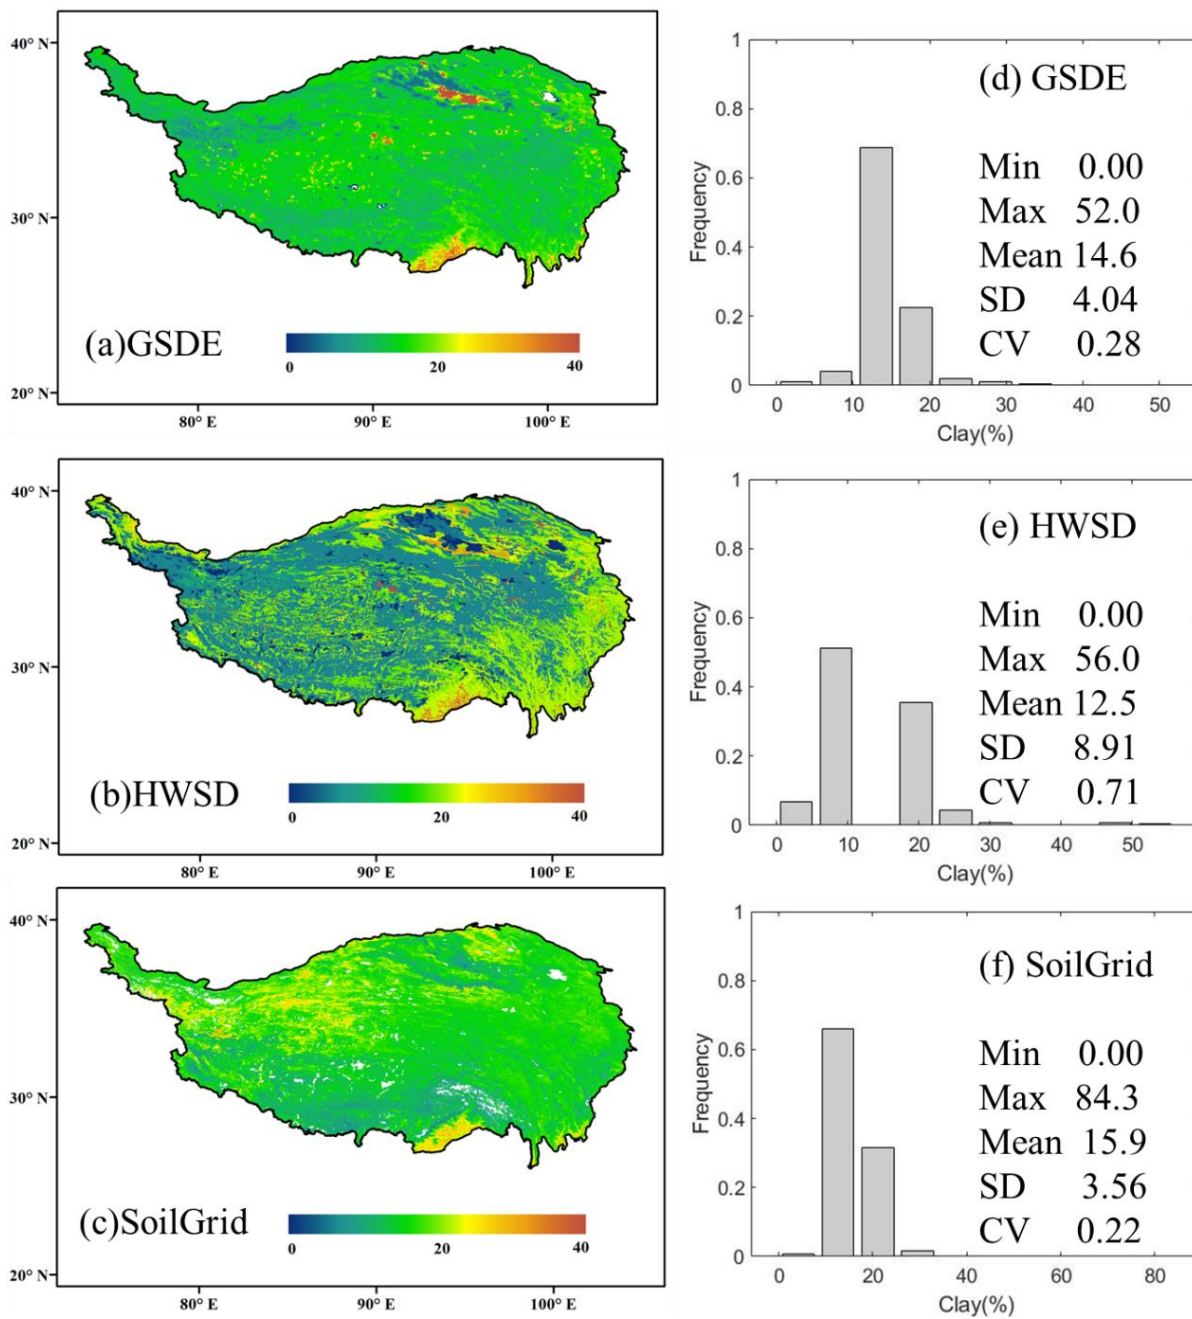 40° N
30° N
20° N
(a)GSDE
0 20 40
80° E 90° E 100° E
1
0.8
0.6
0.4
0.2
0
Frequency
(d) GSDE
Min 0.00
Max 52.0
Mean 14.6
SD 4.04
CV 0.28
0 10 20 30 40 50
Clay(%)
40° N
30° N
20° N
(b)HWSD
0 20 40
80° E 90° E 100° E
1
0.8
0.6
0.4
0.2
0
Frequency
(e) HWSD
Min 0.00
Max 56.0
Mean 12.5
SD 8.91
CV 0.71
0 10 20 30 40 50
Clay(%)
40° N
30° N
20° N
(c)SoilGrid
0 20 40
80° E 90° E 100° E
1
0.8
0.6
0.4
0.2
0
Frequency
(f) SoilGrid
Min 0.00
Max 84.3
Mean 15.9
SD 3.56
CV 0.22
0 20 40 60 80
Clay(%)